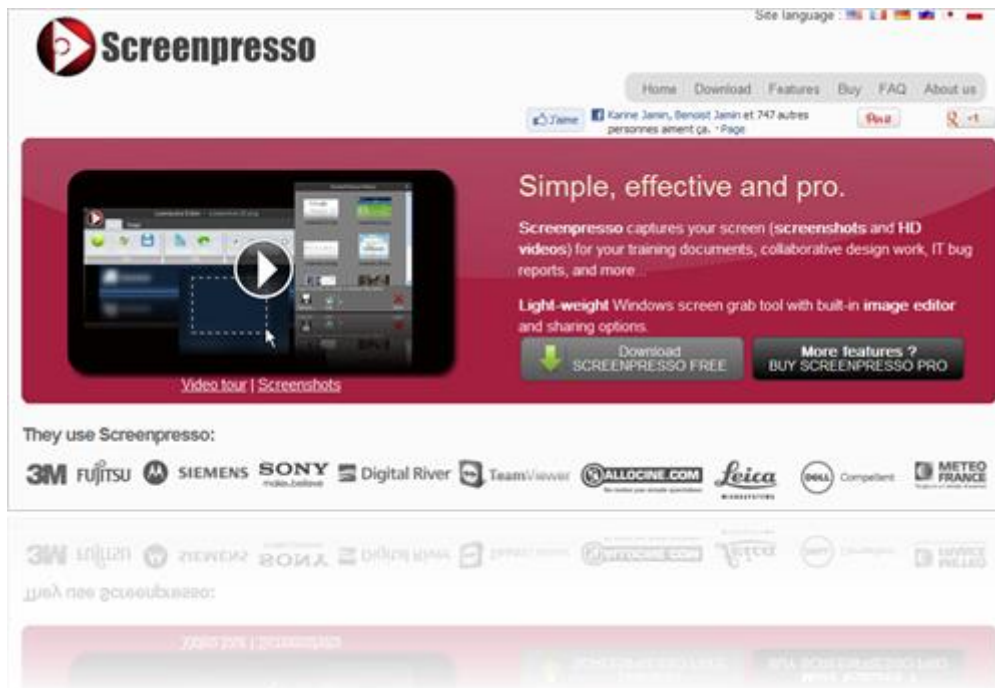 Site language :
Screenpresso
Home Download Features Buy FAQ About us
J'aime
Karine Jamin, Benoist Jamin et 747 autres
personnes aiment ça. · Page
Pin it
+1
Simple, effective and pro.
Screenpresso captures your screen (screenshots and HD
videos) for your training documents, collaborative design work, IT bug
reports, and more...
Light-weight Windows screen grab tool with built-in image editor
and sharing options.
Download
SCREENPRESSO FREE
More features ?
BUY SCREENPRESSO PRO
Video tour | Screenshots
They use Screenpresso:
3M FUJITSU SIEMENS SONY make.believe Digital River TeamViewer ALLOCINE.COM Leica MICROSYSTEMS DELL Compellent METEO FRANCE